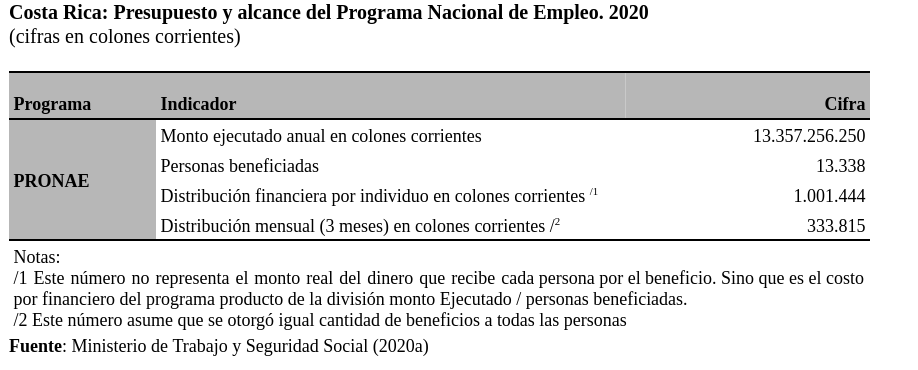 Costa Rica: Presupuesto y alcance del Programa Nacional de Empleo. 2020
(cifras en colones corrientes)
Programa Indicador Cifra
Monto ejecutado anual en colones corrientes 13.357.256.250
Personas beneficiadas 13.338
PRONAE
Distribución financiera por individuo en colones corrientes /1 1.001.444
Distribución mensual (3 meses) en colones corrientes /2 333.815
Notas:
/1 Este número no representa el monto real del dinero que recibe cada persona por el beneficio. Sino que es el costo
por financiero del programa producto de la división monto Ejecutado / personas beneficiadas.
/2 Este número asume que se otorgó igual cantidad de beneficios a todas las personas
Fuente: Ministerio de Trabajo y Seguridad Social (2020a)